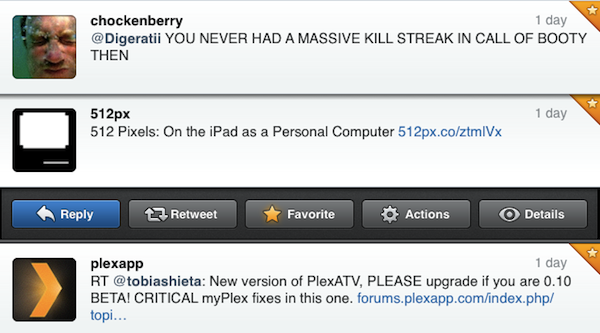 chockenberry 1 day
@Digeratii YOU NEVER HAD A MASSIVE KILL STREAK IN CALL OF BOOTY
THEN
512px 1 day
512 Pixels: On the iPad as a Personal Computer 512px.co/ztmlVx
Reply Retweet Favorite Actions Details
plexapp 1 day
RT @tobiashieta: New version of PlexATV, PLEASE upgrade if you are 0.10
BETA! CRITICAL myPlex fixes in this one. forums.plexapp.com/index.php/
topi…